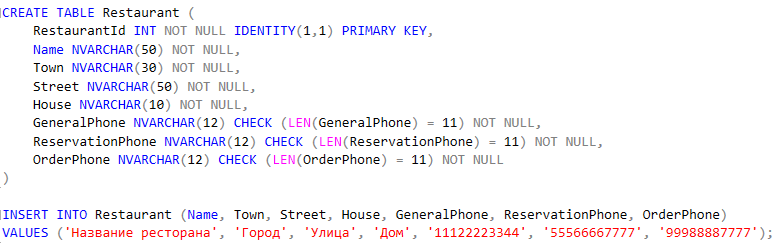 CREATE TABLE Restaurant (
RestaurantId INT NOT NULL IDENTITY(1,1) PRIMARY KEY,
Name NVARCHAR(50) NOT NULL,
Town NVARCHAR(30) NOT NULL,
Street NVARCHAR(50) NOT NULL,
House NVARCHAR(10) NOT NULL,
GeneralPhone NVARCHAR(12) CHECK (LEN(GeneralPhone) = 11) NOT NULL,
ReservationPhone NVARCHAR(12) CHECK (LEN(ReservationPhone) = 11) NOT NULL,
OrderPhone NVARCHAR(12) CHECK (LEN(OrderPhone) = 11) NOT NULL
)
INSERT INTO Restaurant (Name, Town, Street, House, GeneralPhone, ReservationPhone, OrderPhone)
VALUES ('Название ресторана', 'Город', 'Улица', 'Дом', '11122223344', '55566667777', '99988887777');